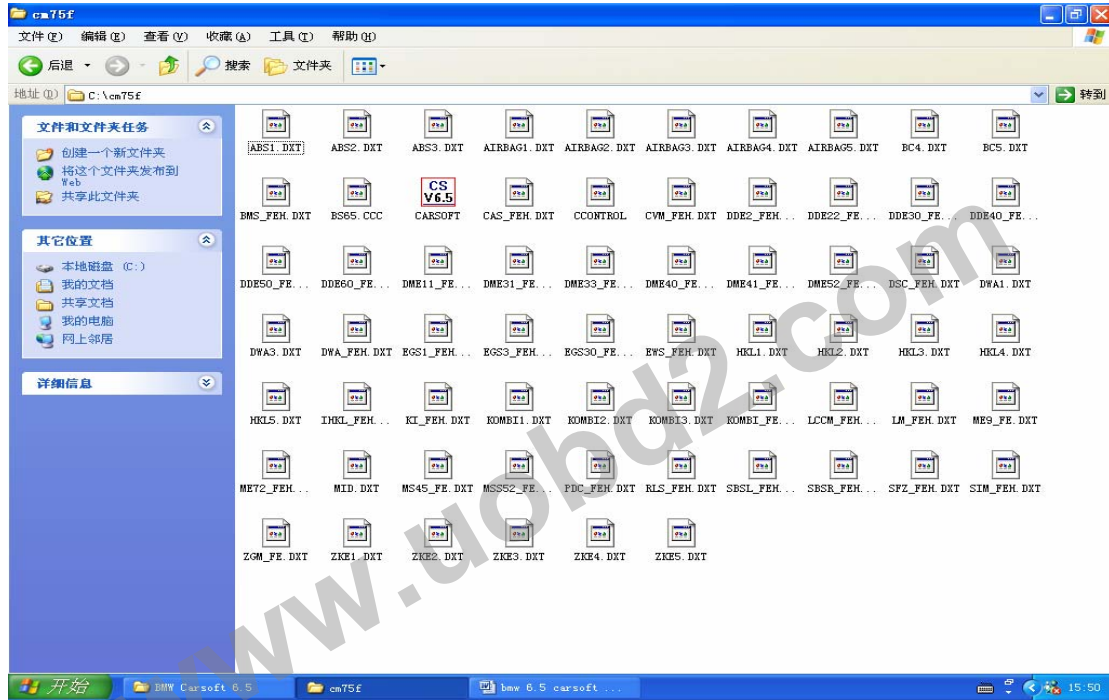 cm75f
文件(F) 编辑(E) 查看(V) 收藏(A) 工具(T) 帮助(H)
后退 搜索 文件夹
地址(D) C:\cm75f 转到
文件和文件夹任务
创建一个新文件夹
将这个文件夹发布到
Web
共享此文件夹
其它位置
本地磁盘 (C:)
我的文档
共享文档
我的电脑
网上邻居
详细信息
ABS1.DXT ABS2.DXT ABS3.DXT AIRBAG1.DXT AIRBAG2.DXT AIRBAG3.DXT AIRBAG4.DXT AIRBAG5.DXT BC4.DXT BC5.DXT
CS
V6.5
BMS_FEH.DXT BS65.CCC CARSOFT CAS_FEH.DXT CCONTROL CVM_FEH.DXT DDE2_FEH... DDE22_FE... DDE30_FE... DDE40_FE...
DDE50_FE... DDE60_FE... DME11_FE... DME31_FE... DME33_FE... DME40_FE... DME41_FE... DME52_FE... DSC_FEH.DXT DWA1.DXT
DWA3.DXT DWA_FEH.DXT EGS1_FEH... EGS3_FEH... EGS30_FE... EWS_FEH.DXT HKL1.DXT HKL2.DXT HKL3.DXT HKL4.DXT
HKL5.DXT IHKL_FEH... KI_FEH.DXT KOMBI1.DXT KOMBI2.DXT KOMBI3.DXT KOMBI_FE... LCCM_FEH... LM_FEH.DXT ME9_FE.DXT
ME72_FEH... MID.DXT MS45_FE.DXT MSS52_FE... PDC_FEH.DXT RLS_FEH.DXT SBSL_FEH... SBSR_FEH... SFZ_FEH.DXT SIM_FEH.DXT
ZGM_FE.DXT ZKE1.DXT ZKE2.DXT ZKE3.DXT ZKE4.DXT ZKE5.DXT
www.uobd2.com
开始 BMW Carsoft 6.5 cm75f bmw 6.5 carsoft ... 15:50